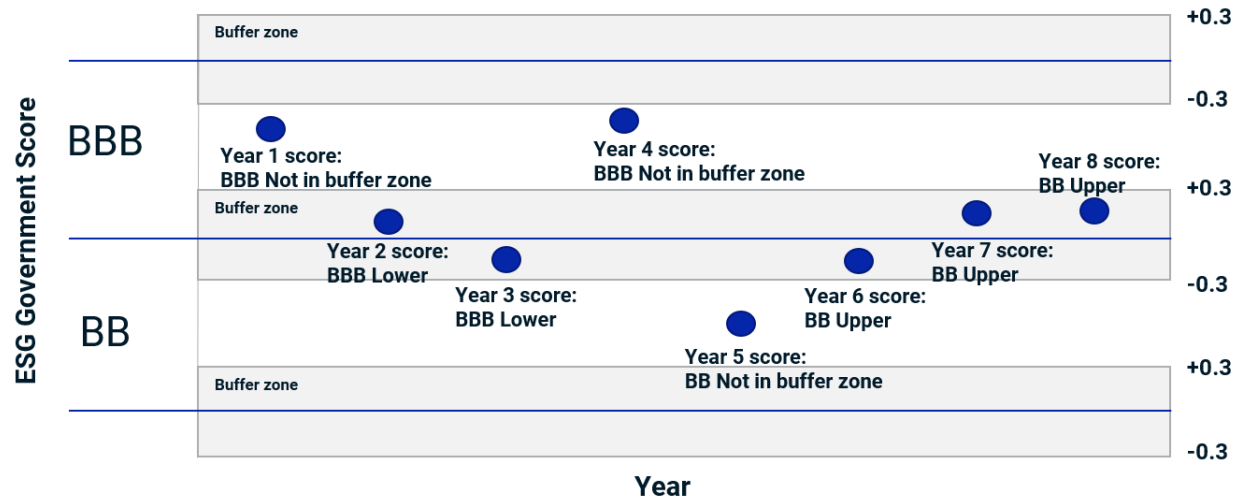 +0.3
Buffer zone
-0.3
BBB
Year 1 score:
BBB Not in buffer zone
Year 4 score:
BBB Not in buffer zone
Year 8 score:
BB Upper
+0.3
Buffer zone
Year 2 score:
BBB Lower
Year 7 score:
BB Upper
-0.3
Year 3 score:
BBB Lower
Year 6 score:
BB Upper
BB
Year 5 score:
BB Not in buffer zone
+0.3
Buffer zone
-0.3
ESG Government Score
Year